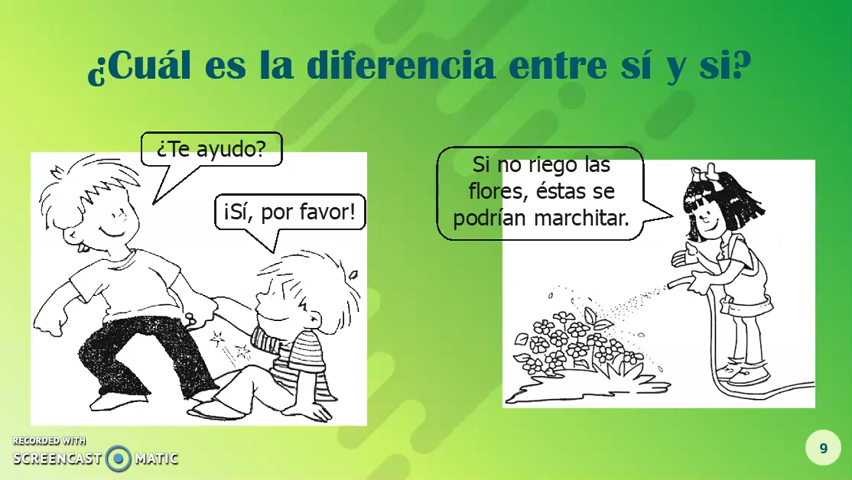 ¿Cuál es la diferencia entre sí y si?
¿Te ayudo?
¡Sí, por favor!
Si no riego las
flores, éstas se
podrían marchitar.
RECORDED WITH
SCREENCAST MATIC
9